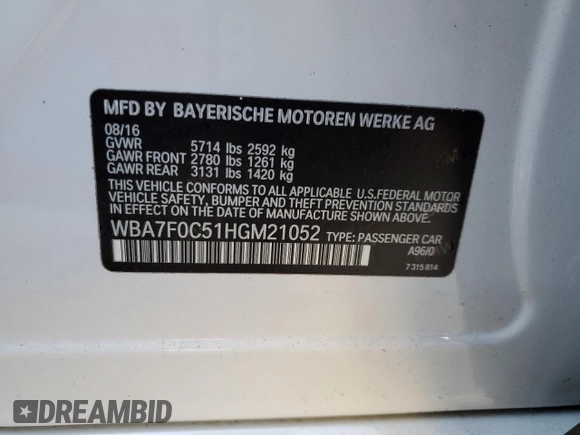 MFD BY BAYERISCHE MOTOREN WERKE AG
08/16
GVWR 5714 lbs 2592 kg
GAWR FRONT 2780 lbs 1261 kg
GAWR REAR 3131 lbs 1420 kg
THIS VEHICLE CONFORMS TO ALL APPLICABLE U.S.FEDERAL MOTOR
VEHICLE SAFETY, BUMPER, AND THEFT PREVENTION STANDARDS
IN EFFECT ON THE DATE OF MANUFACTURE SHOWN ABOVE.
WBA7F0C51HGM21052 TYPE: PASSENGER CAR
A96/0
7315814
DREAMBID